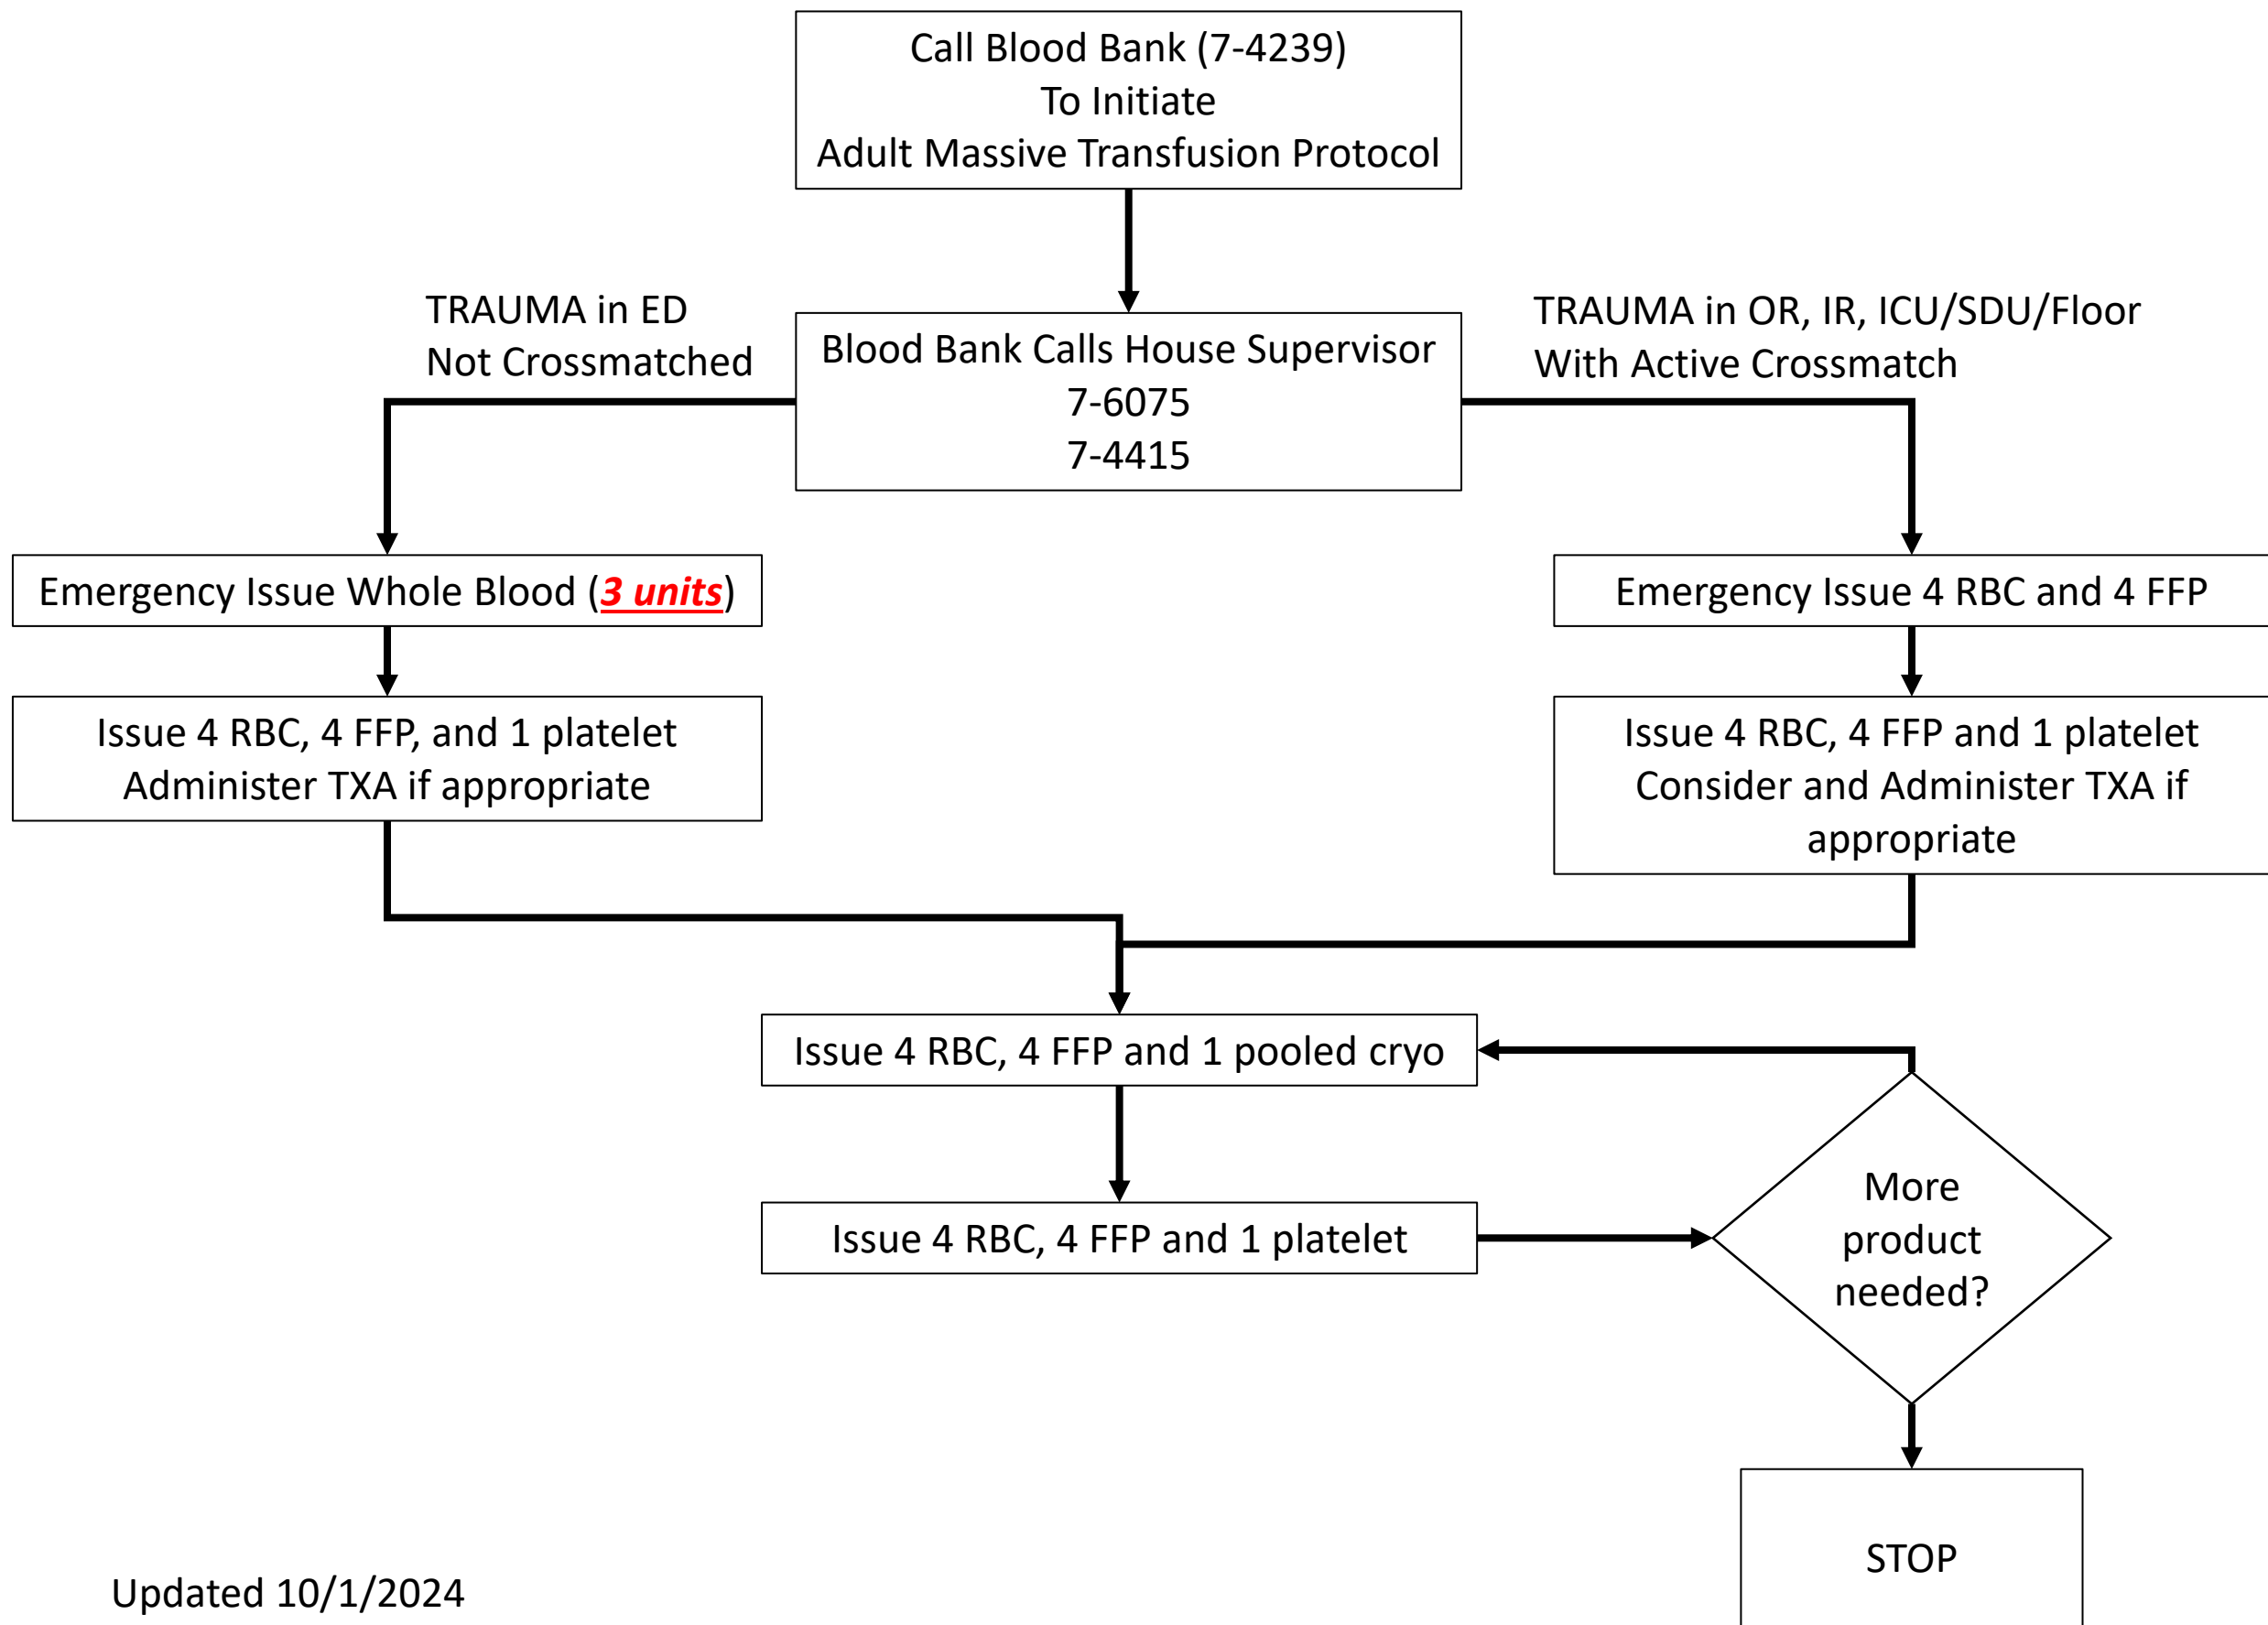 Call Blood Bank (7-4239)
To Initiate
Adult Massive Transfusion Protocol
TRAUMA in ED
Not Crossmatched
Blood Bank Calls House Supervisor
7-6075
7-4415
TRAUMA in OR, IR, ICU/SDU/Floor
With Active Crossmatch
Emergency Issue Whole Blood (3 units)
Emergency Issue 4 RBC and 4 FFP
Issue 4 RBC, 4 FFP, and 1 platelet
Administer TXA if appropriate
Issue 4 RBC, 4 FFP and 1 platelet
Consider and Administer TXA if
appropriate
Issue 4 RBC, 4 FFP and 1 pooled cryo
Issue 4 RBC, 4 FFP and 1 platelet
More
product
needed?
STOP
Updated 10/1/2024